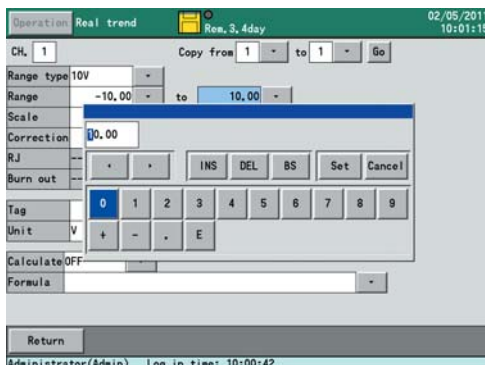 Operation Real trend Rem.3.4day 02/05/201
10:01:15
CH. 1 Copy from 1 to 1 Go
Range type 10V
Range -10.00 to 10.00
Scale
Correction 10.00
RJ --
INS DEL BS Set Cancel
Burn out --
Tag 0 1 2 3 4 5 6 7 8 9
Unit V + - . E
Calculate OFF
Formula
Return
Administrator(Admin) Log in time: 10:00:42